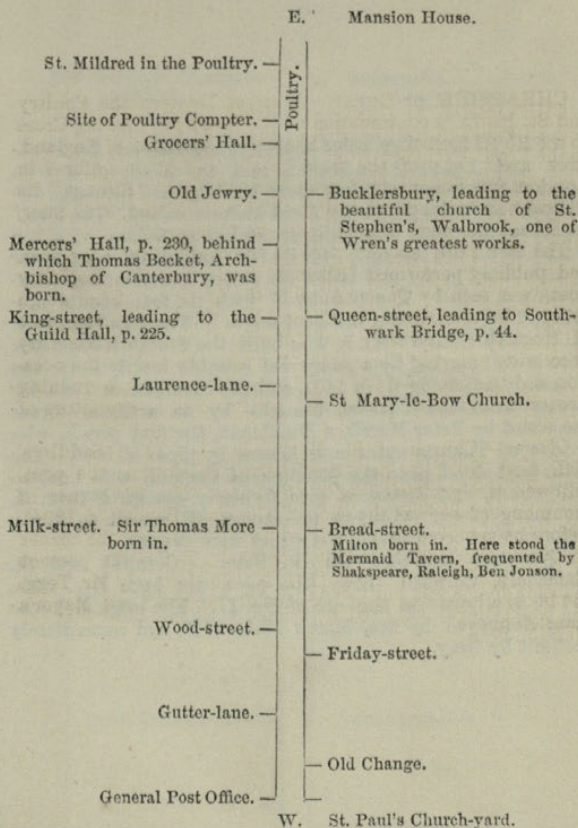 E. Mansion House.
Poultry.
St. Mildred in the Poultry.
Site of Poultry Compter.
Grocers' Hall.
Old Jewry.
Bucklersbury, leading to the
beautiful church of St.
Stephen's, Walbrook, one of
Wren's greatest works.
Mercers' Hall, p. 230, behind
which Thomas Becket, Arch-
bishop of Canterbury, was
born.
King-street, leading to the
Guild Hall, p. 225.
Queen-street, leading to South-
wark Bridge, p. 44.
Laurence-lane.
St Mary-le-Bow Church.
Milk-street. Sir Thomas More
born in.
Bread-street.
Milton born in. Here stood the
Mermaid Tavern, frequented by
Shakspeare, Raleigh, Ben Jonson.
Wood-street.
Friday-street.
Gutter-lane.
Old Change.
General Post Office.
W. St. Paul's Church-yard.